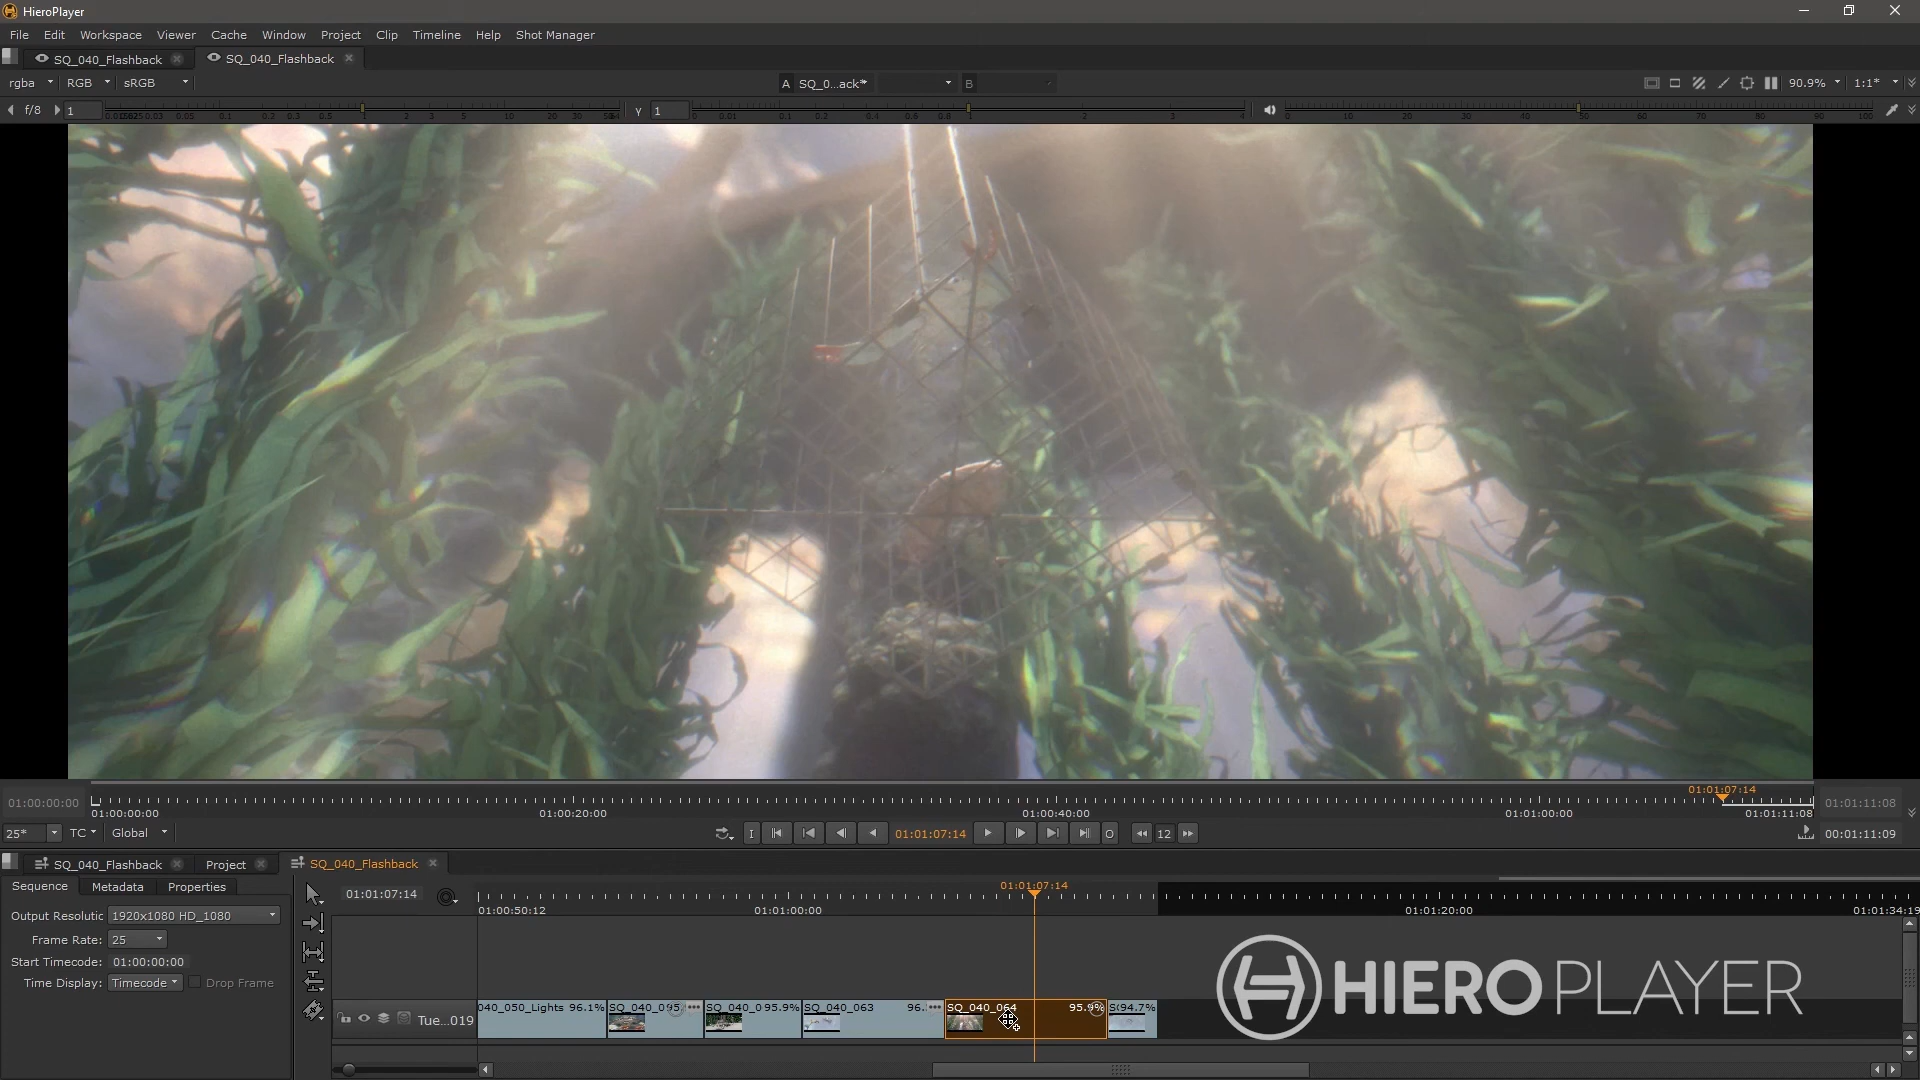 HieroPlayer
File Edit Workspace Viewer Cache Window Project Clip Timeline Help Shot Manager
SQ_040_Flashback SQ_040_Flashback
rgba RGB sRGB A SQ_0...ack* B 90.9% 1:1*
f/8 1 γ 1
0.03 0.05 0.1 0.2 0.3 0.5 1 2 3 5 10 20 30
0 0.01 0.1 0.2 0.4 0.6 0.8 1 2 3 4
0 10 20 30 40 50 60 70 80 90 100
01:01:07:14
01:00:00:00 01:01:11:08
01:00:00:00 01:00:20:00 01:00:40:00 01:01:00:00 01:01:11:08
25* TC Global I 01:01:07:14 O 12 00:01:11:09
SQ_040_Flashback Project SQ_040_Flashback
Sequence Metadata Properties
01:01:07:14 01:01:07:14
01:00:50:12 01:01:00:00 01:01:20:00 01:01:34:19
Output Resolutic 1920x1080 HD_1080
Frame Rate: 25
Start Timecode: 01:00:00:00
Time Display: Timecode Drop Frame
HIEROPLAYER
040_050_Lights 96.1% SQ_040_0 95.9% SQ_040_063 96... SQ_040_064 95.9% S(94.7%
Tue...019